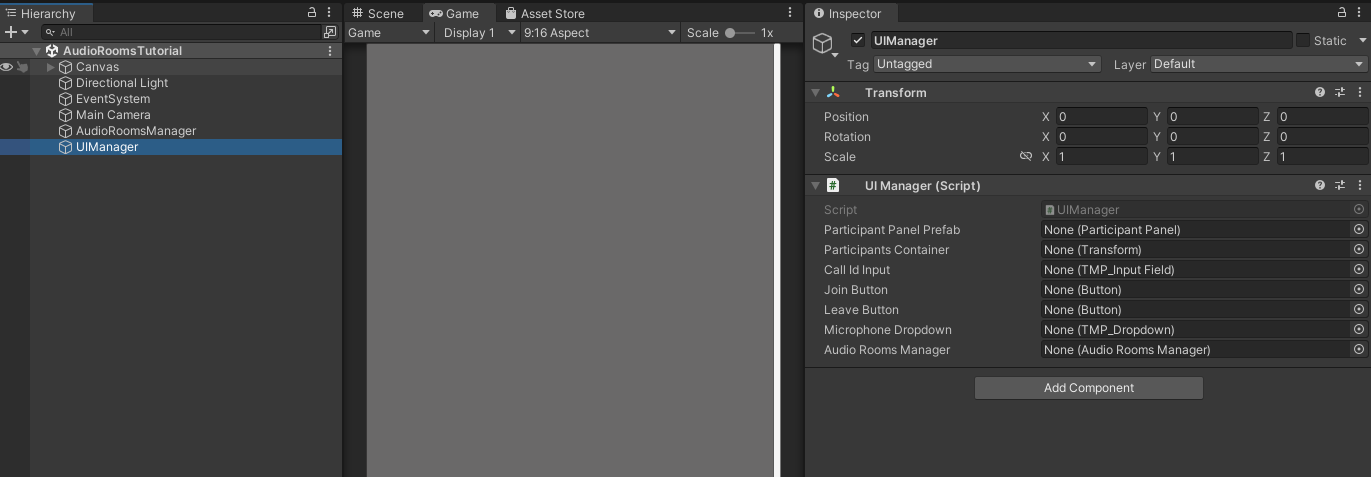 Hierarchy
All
AudioRoomsTutorial
Canvas
Directional Light
EventSystem
Main Camera
AudioRoomsManager
UIManager
Scene Game Asset Store
Game Display 1 9:16 Aspect Scale 1x
Inspector
UIManager Static
Tag Untagged Layer Default
Transform
Position X 0 Y 0 Z 0
Rotation X 0 Y 0 Z 0
Scale X 1 Y 1 Z 1
# UI Manager (Script)
Script UIManager
Participant Panel Prefab None (Participant Panel)
Participants Container None (Transform)
Call Id Input None (TMP_Input Field)
Join Button None (Button)
Leave Button None (Button)
Microphone Dropdown None (TMP_Dropdown)
Audio Rooms Manager None (Audio Rooms Manager)
Add Component